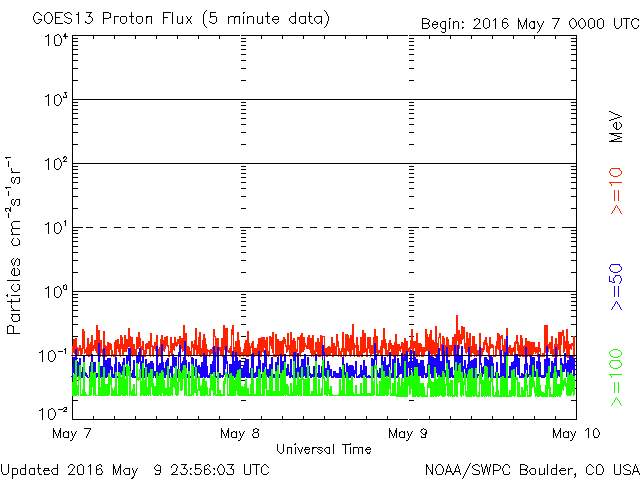 GOES13 Proton Flux (5 minute data)
Begin: 2016 May 7 0000 UTC
10⁴
10³
10²
10¹
10⁰
10⁻¹
10⁻²
Particles cm⁻²s⁻¹sr⁻¹
MeV
>=10
>=50
>=100
May 7
May 8
May 9
May 10
Universal Time
Updated 2016 May 9 23:56:03 UTC
NOAA/SWPC Boulder, CO USA